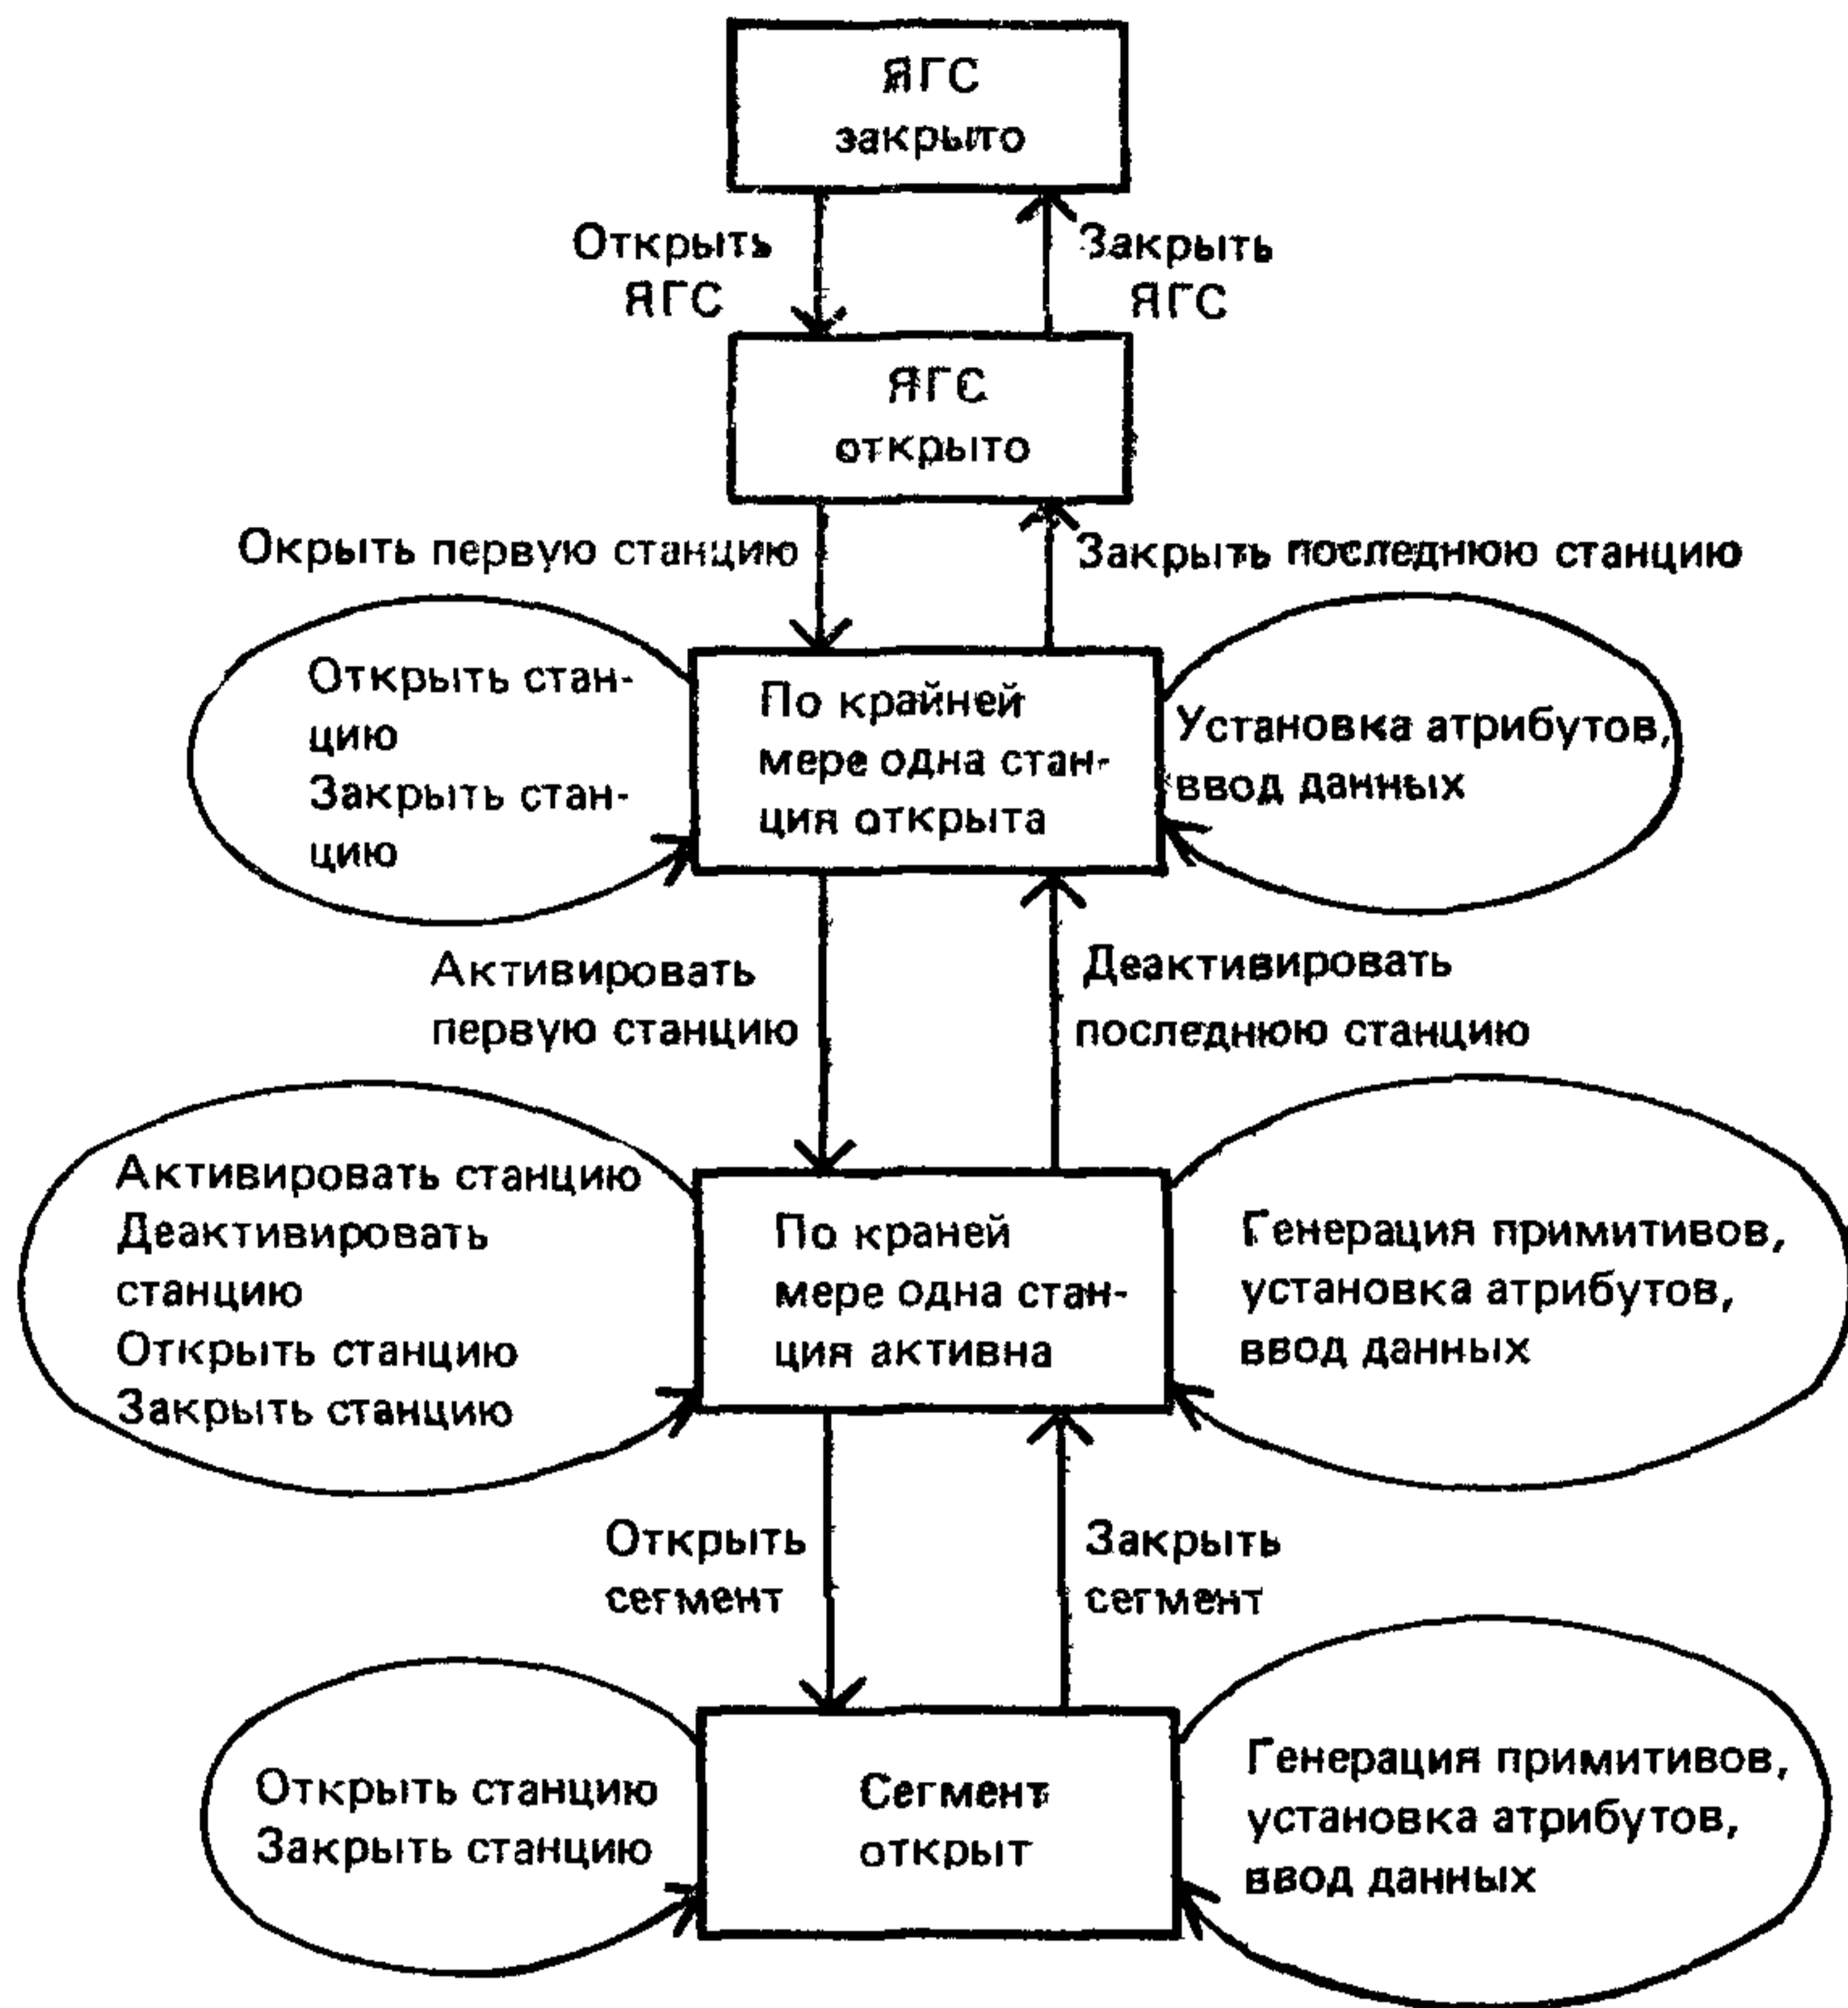 ЯГС
закрыто
Открыть
ЯГС
Закрыть
ЯГС
ЯГС
открыто
Окрыть первую станцию
Закрыть последнюю станцию
Открыть стан-
цию
Закрыть стан-
цию
По крайней
мере одна стан-
ция открыта
Установка атрибутов,
ввод данных
Активировать
первую станцию
Деактивировать
последнюю станцию
Активировать станцию
Деактивировать
станцию
Открыть станцию
Закрыть станцию
По краней
мере одна стан-
ция активна
Генерация примитивов,
установка атрибутов,
ввод данных
Открыть
сегмент
Закрыть
сегмент
Открыть станцию
Закрыть станцию
Сегмент
открыт
Генерация примитивов,
установка атрибутов,
ввод данных